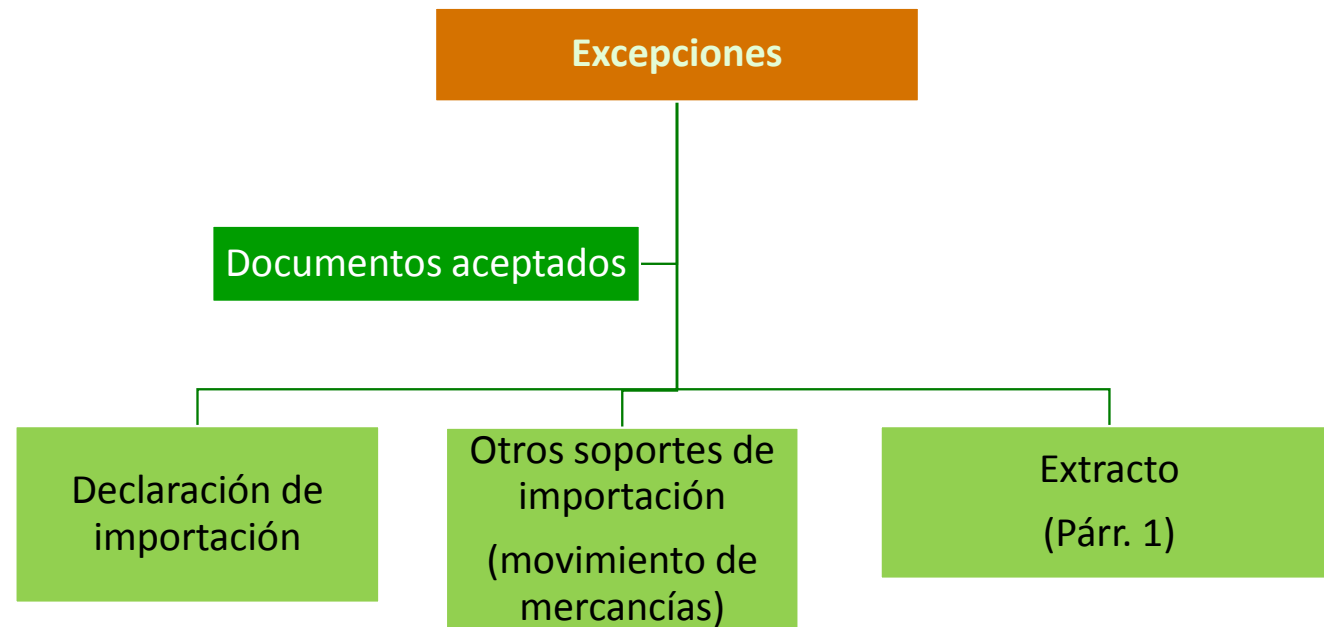 Excepciones
Documentos aceptados
Declaración de
importación
Otros soportes de
importación
(movimiento de
mercancías)
Extracto
(Párr. 1)